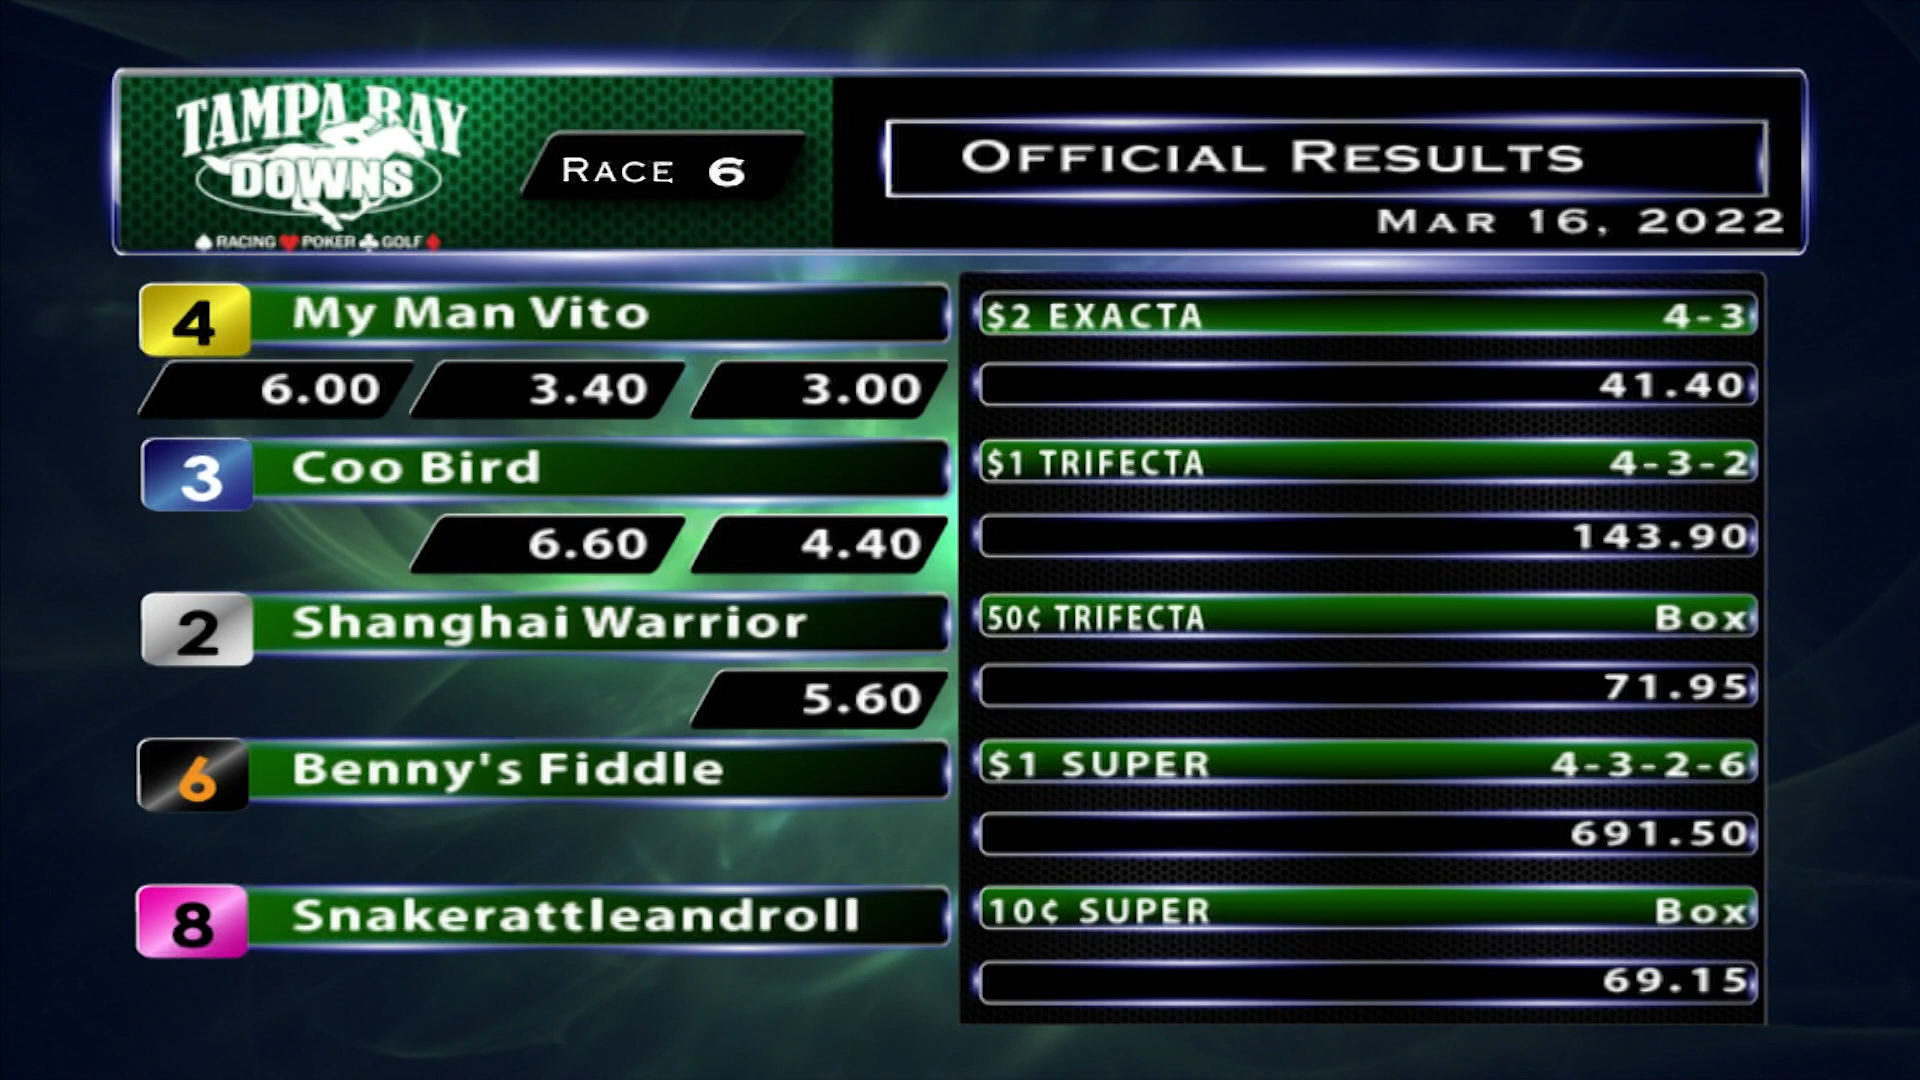 TAMPA BAY
DOWNS
RACING POKER GOLF
RACE 6
OFFICIAL RESULTS
MAR 16, 2022
4 My Man Vito
6.00 3.40 3.00
3 Coo Bird
6.60 4.40
2 Shanghai Warrior
5.60
6 Benny's Fiddle
8 Snakerattleandroll
$2 EXACTA 4-3
41.40
$1 TRIFECTA 4-3-2
143.90
50¢ TRIFECTA Box
71.95
$1 SUPER 4-3-2-6
691.50
10¢ SUPER Box
69.15